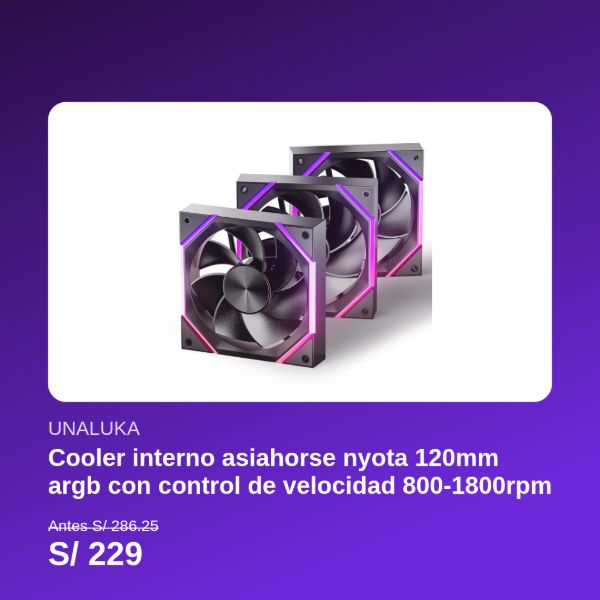 UNALUKA
Cooler interno asiahorse nyota 120mm
argb con control de velocidad 800-1800rpm
Antes S/ 286.25
S/ 229